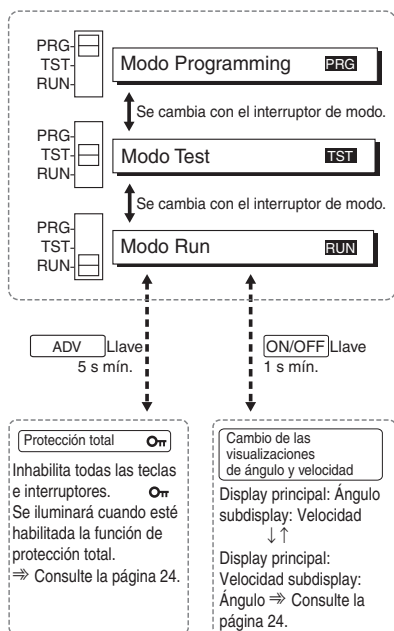 PRG
TST
RUN
Modo Programming PRG
Se cambia con el interruptor de modo.
PRG
TST
RUN
Modo Test TST
Se cambia con el interruptor de modo.
PRG
TST
RUN
Modo Run RUN
ADV Llave
5 s mín.
ON/OFF Llave
1 s mín.
Protección total
Inhabilita todas las teclas
e interruptores.
Se iluminará cuando esté
habilitada la función de
protección total.
⇒ Consulte la página 24.
Cambio de las
visualizaciones
de ángulo y velocidad
Display principal: Ángulo
subdisplay: Velocidad
↓↑
Display principal:
Velocidad subdisplay:
Ángulo ⇒ Consulte la
página 24.